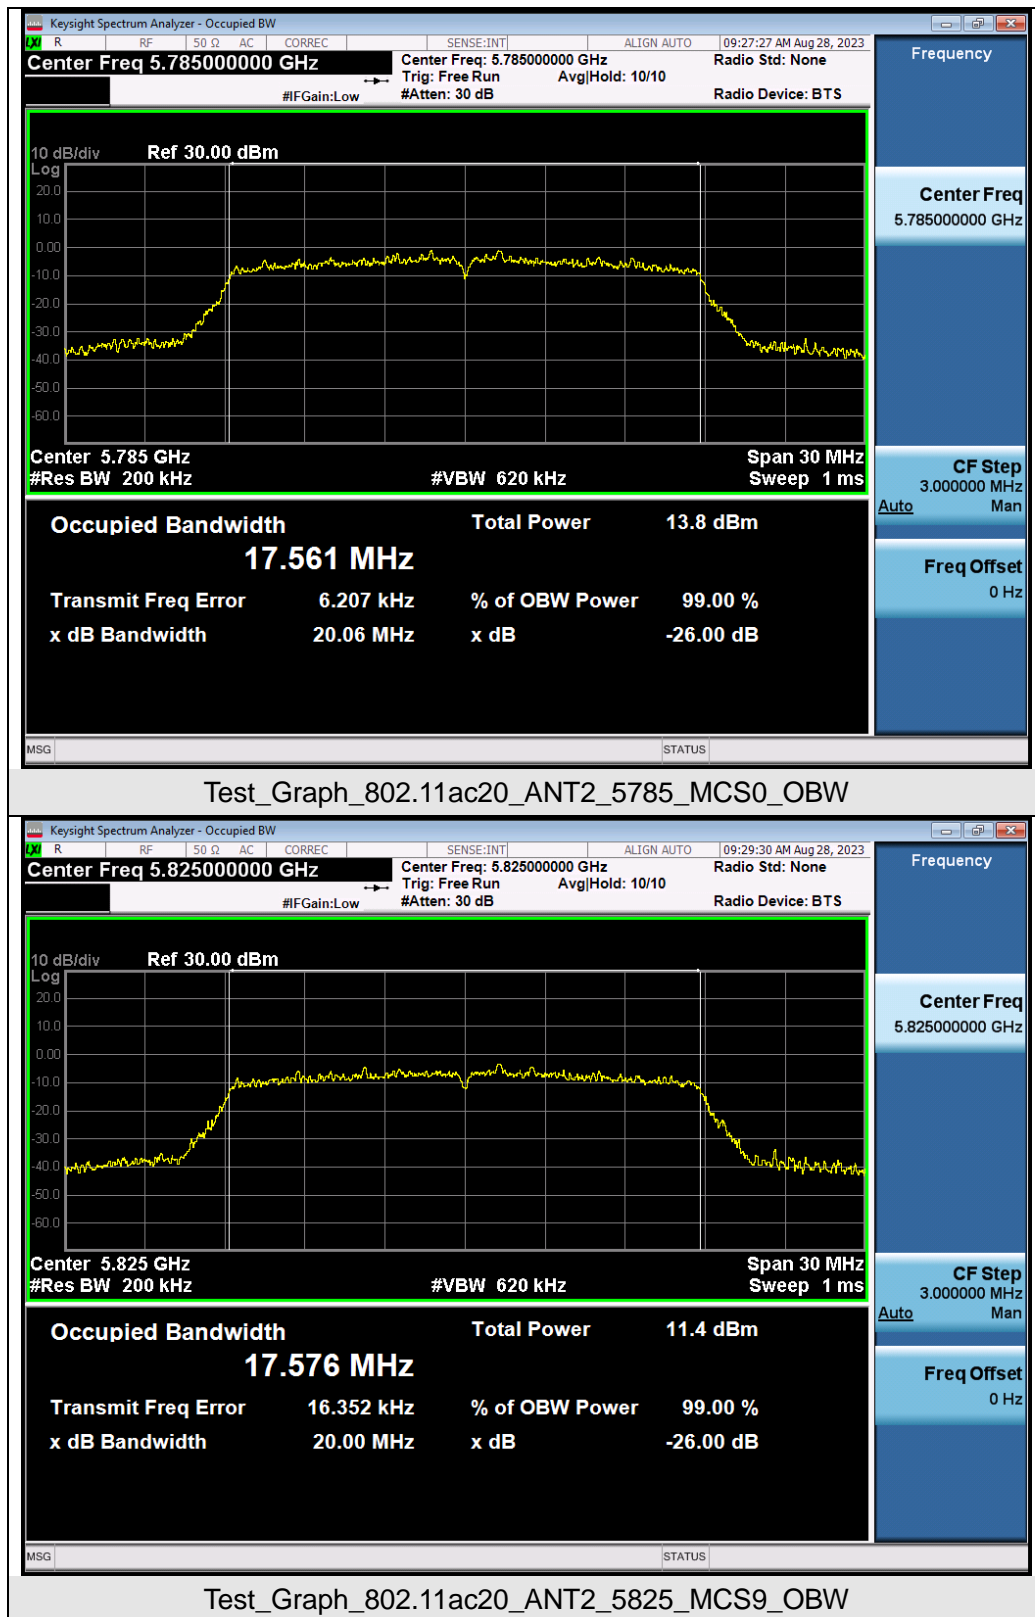 Keysight Spectrum Analyzer - Occupied BW
LXI R RF 50 Ω AC CORREC SENSE:INT ALIGN AUTO 09:27:27 AM Aug 28, 2023
Center Freq 5.785000000 GHz
Center Freq: 5.785000000 GHz Radio Std: None
Trig: Free Run Avg|Hold: 10/10
#IFGain:Low #Atten: 30 dB Radio Device: BTS
Frequency
10 dB/div Ref 30.00 dBm
Log
20.0
10.0
0.00
-10.0
-20.0
-30.0
-40.0
-50.0
-60.0
Center Freq
5.785000000 GHz
Center 5.785 GHz Span 30 MHz
#Res BW 200 kHz #VBW 620 kHz Sweep 1 ms
CF Step
3.000000 MHz
Auto Man
Occupied Bandwidth Total Power 13.8 dBm
17.561 MHz
Transmit Freq Error 6.207 kHz % of OBW Power 99.00 %
x dB Bandwidth 20.06 MHz x dB -26.00 dB
Freq Offset
0 Hz
MSG STATUS
Test_Graph_802.11ac20_ANT2_5785_MCS0_OBW
Keysight Spectrum Analyzer - Occupied BW
LXI R RF 50 Ω AC CORREC SENSE:INT ALIGN AUTO 09:29:30 AM Aug 28, 2023
Center Freq 5.825000000 GHz
Center Freq: 5.825000000 GHz Radio Std: None
Trig: Free Run Avg|Hold: 10/10
#IFGain:Low #Atten: 30 dB Radio Device: BTS
Frequency
10 dB/div Ref 30.00 dBm
Log
20.0
10.0
0.00
-10.0
-20.0
-30.0
-40.0
-50.0
-60.0
Center Freq
5.825000000 GHz
Center 5.825 GHz Span 30 MHz
#Res BW 200 kHz #VBW 620 kHz Sweep 1 ms
CF Step
3.000000 MHz
Auto Man
Occupied Bandwidth Total Power 11.4 dBm
17.576 MHz
Transmit Freq Error 16.352 kHz % of OBW Power 99.00 %
x dB Bandwidth 20.00 MHz x dB -26.00 dB
Freq Offset
0 Hz
MSG STATUS
Test_Graph_802.11ac20_ANT2_5825_MCS9_OBW